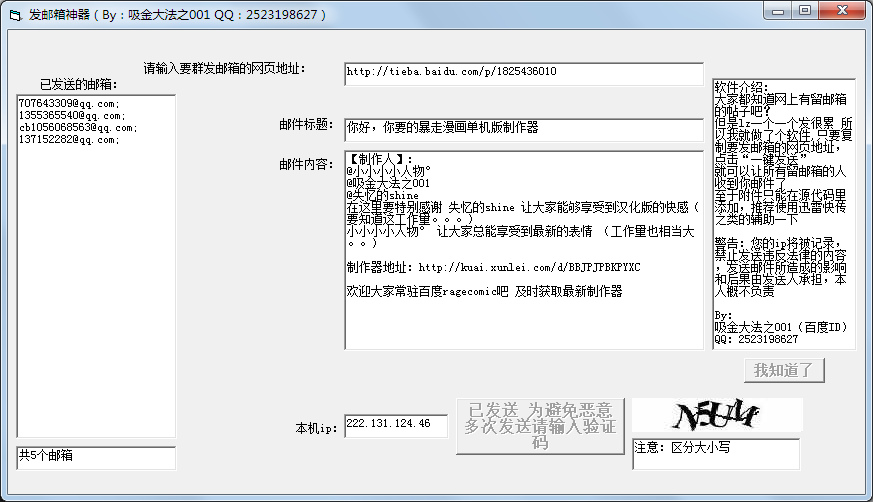 发邮箱神器（By：吸金大法之001 QQ：2523198627）
请输入要群发邮箱的网页地址：
http://tieba.baidu.com/p/1825436010
已发送的邮箱：
707643309@qq.com;
1355365540@qq.com;
cb1056068563@qq.com;
137152282@qq.com;
共5个邮箱
邮件标题：
你好，你要的暴走漫画单机版制作器
邮件内容：
【制作人】：
@小小小小人物°
@吸金大法之001
@失忆的shine
在这里要特别感谢 失忆的shine 让大家能够享受到汉化版的快感（
要知道这工作量。。。）
小小小小人物° 让大家总能享受到最新的表情 （工作量也相当大
。。）
制作器地址：http://kuai.xunlei.com/d/BBJPJPBKPYXC
欢迎大家常驻百度ragecomic吧 及时获取最新制作器
软件介绍：
大家都知道网上有留邮箱
的帖子吧？
但是lz一个一个发很累 所
以我就做了个软件,只要复
制要发邮箱的网页地址，
点击“一键发送”
就可以让所有留邮箱的人
收到你邮件了
至于附件只能在源代码里
添加，推荐使用迅雷快传
之类的辅助一下
警告：您的ip将被记录，
禁止发送违反法律的内容
，发送邮件所造成的影响
和后果由发送人承担，本
人概不负责
By：
吸金大法之001（百度ID）
QQ：2523198627
我知道了
本机ip：
222.131.124.46
已发送 为避免恶意
多次发送请输入验证
码
注意：区分大小写